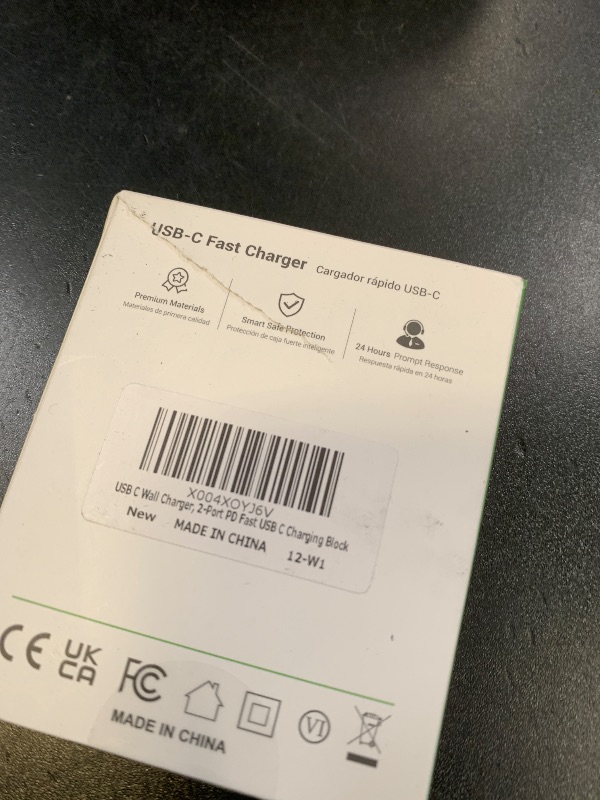 USB-C Fast Charger Cargador rápido USB-C
Premium Materials
Materiales de primera calidad
Smart Safe Protection
Protección de caja fuerte inteligente
24 Hours Prompt Response
Respuesta rápida en 24 horas
X004XOYJ6V
USB C Wall Charger, 2-Port PD Fast USB C Charging Block
New
MADE IN CHINA
12-W1
CE
UK
CA
FC
VI
MADE IN CHINA